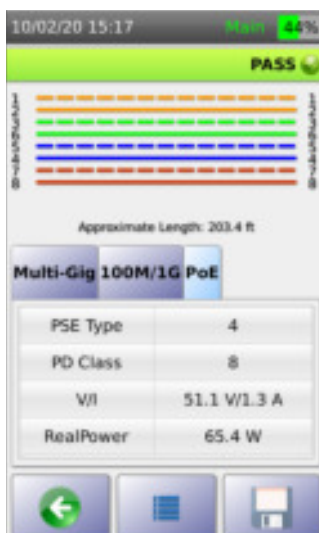 10/02/20 15:17 Main 44%
PASS
1 1
2 2
3 3
6 6
5 5
4 4
7 7
8 8
Approximate Length: 203.4 ft
Multi-Gig 100M/1G PoE
PSE Type 4
PD Class 8
V/I 51.1 V/1.3 A
RealPower 65.4 W